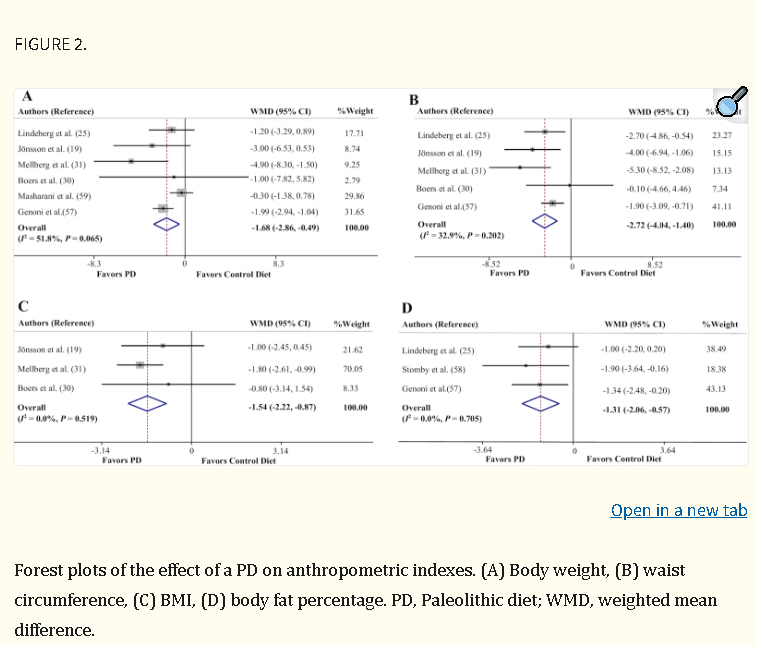 FIGURE 2.
A
Authors (Reference) WMD (95% CI) %Weight
Lindeberg et al. (25) -1.20 (-3.29, 0.89) 17.71
Jönsson et al. (19) -3.00 (-6.53, 0.53) 8.74
Mellberg et al. (31) -4.90 (-8.30, -1.50) 9.25
Boers et al. (30) -1.00 (-7.82, 5.82) 2.79
Masharani et al. (59) -0.30 (-1.38, 0.78) 29.86
Genoni et al.(57) -1.99 (-2.94, -1.04) 31.65
Overall -1.68 (-2.86, -0.49) 100.00
(I² = 51.8%, P = 0.065)
-8.3 0 8.3
Favors PD Favors Control Diet
B
Authors (Reference) WMD (95% CI)
Lindeberg et al. (25) -2.70 (-4.86, -0.54) 23.27
Jönsson et al. (19) -4.00 (-6.94, -1.06) 15.15
Mellberg et al. (31) -5.30 (-8.52, -2.08) 13.13
Boers et al. (30) -0.10 (-4.66, 4.46) 7.34
Genoni et al.(57) -1.90 (-3.09, -0.71) 41.11
Overall -2.72 (-4.04, -1.40) 100.00
(I² = 32.9%, P = 0.202)
-8.52 0 8.52
Favors PD Favors Control Diet
C
Authors (Reference) WMD (95% CI) %Weight
Jönsson et al. (19) -1.00 (-2.45, 0.45) 21.62
Mellberg et al. (31) -1.80 (-2.61, -0.99) 70.05
Boers et al. (30) -0.80 (-3.14, 1.54) 8.33
Overall -1.54 (-2.22, -0.87) 100.00
(I² = 0.0%, P = 0.519)
-3.14 0 3.14
Favors PD Favors Control Diet
D
Authors (Reference) WMD (95% CI) %Weight
Lindeberg et al. (25) -1.00 (-2.20, 0.20) 38.49
Stomby et al. (58) -1.90 (-3.64, -0.16) 18.38
Genoni et al.(57) -1.34 (-2.48, -0.20) 43.13
Overall -1.31 (-2.06, -0.57) 100.00
(I² = 0.0%, P = 0.705)
-3.64 0 3.64
Favors PD Favors Control Diet
Open in a new tab
Forest plots of the effect of a PD on anthropometric indexes. (A) Body weight, (B) waist
circumference, (C) BMI, (D) body fat percentage. PD, Paleolithic diet; WMD, weighted mean
difference.